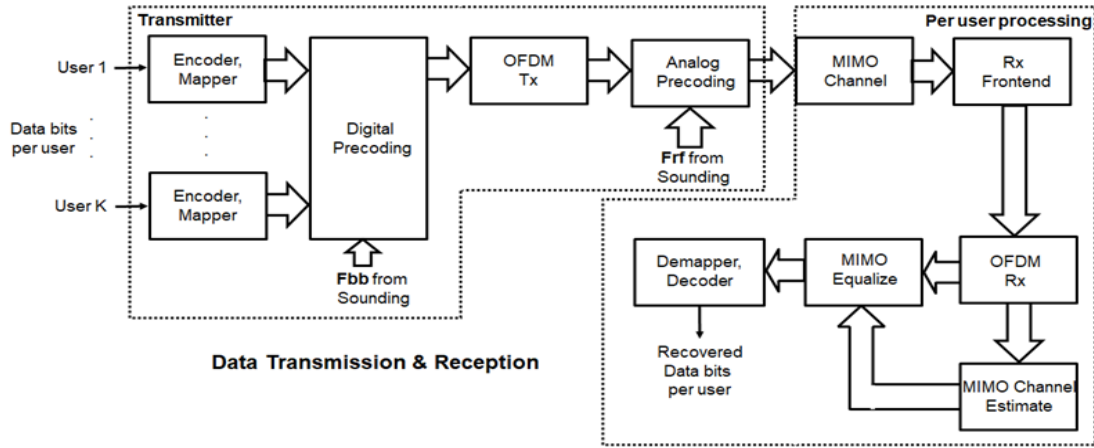 Transmitter
Per user processing
User 1
Encoder,
Mapper
Data bits
per user
User K
Encoder,
Mapper
Digital
Precoding
Fbb from
Sounding
OFDM
Tx
Analog
Precoding
Frf from
Sounding
MIMO
Channel
Rx
Frontend
OFDM
Rx
MIMO
Equalize
Demapper,
Decoder
MIMO Channel
Estimate
Recovered
Data bits
per user
Data Transmission & Reception